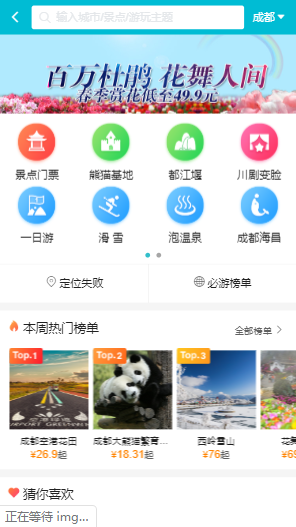 输入城市/景点/游玩主题
成都
百万杜鹃 花舞人间
春季赏花低至49.9元
景点门票 熊猫基地 都江堰 川剧变脸
一日游 滑 雪 泡温泉 成都海昌
定位失败 必游榜单
本周热门榜单 全部榜单
Top.1 Top.2 Top.3
成都空港花田 成都大熊猫繁育... 西岭雪山
¥26.9起 ¥18.31起 ¥76起
猜你喜欢
正在等待 img...